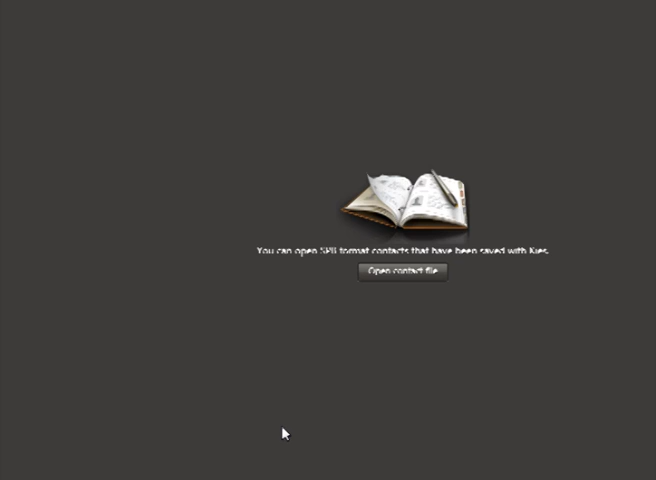 You can open SPB format contacts that have been saved with Kies.
Open contact file